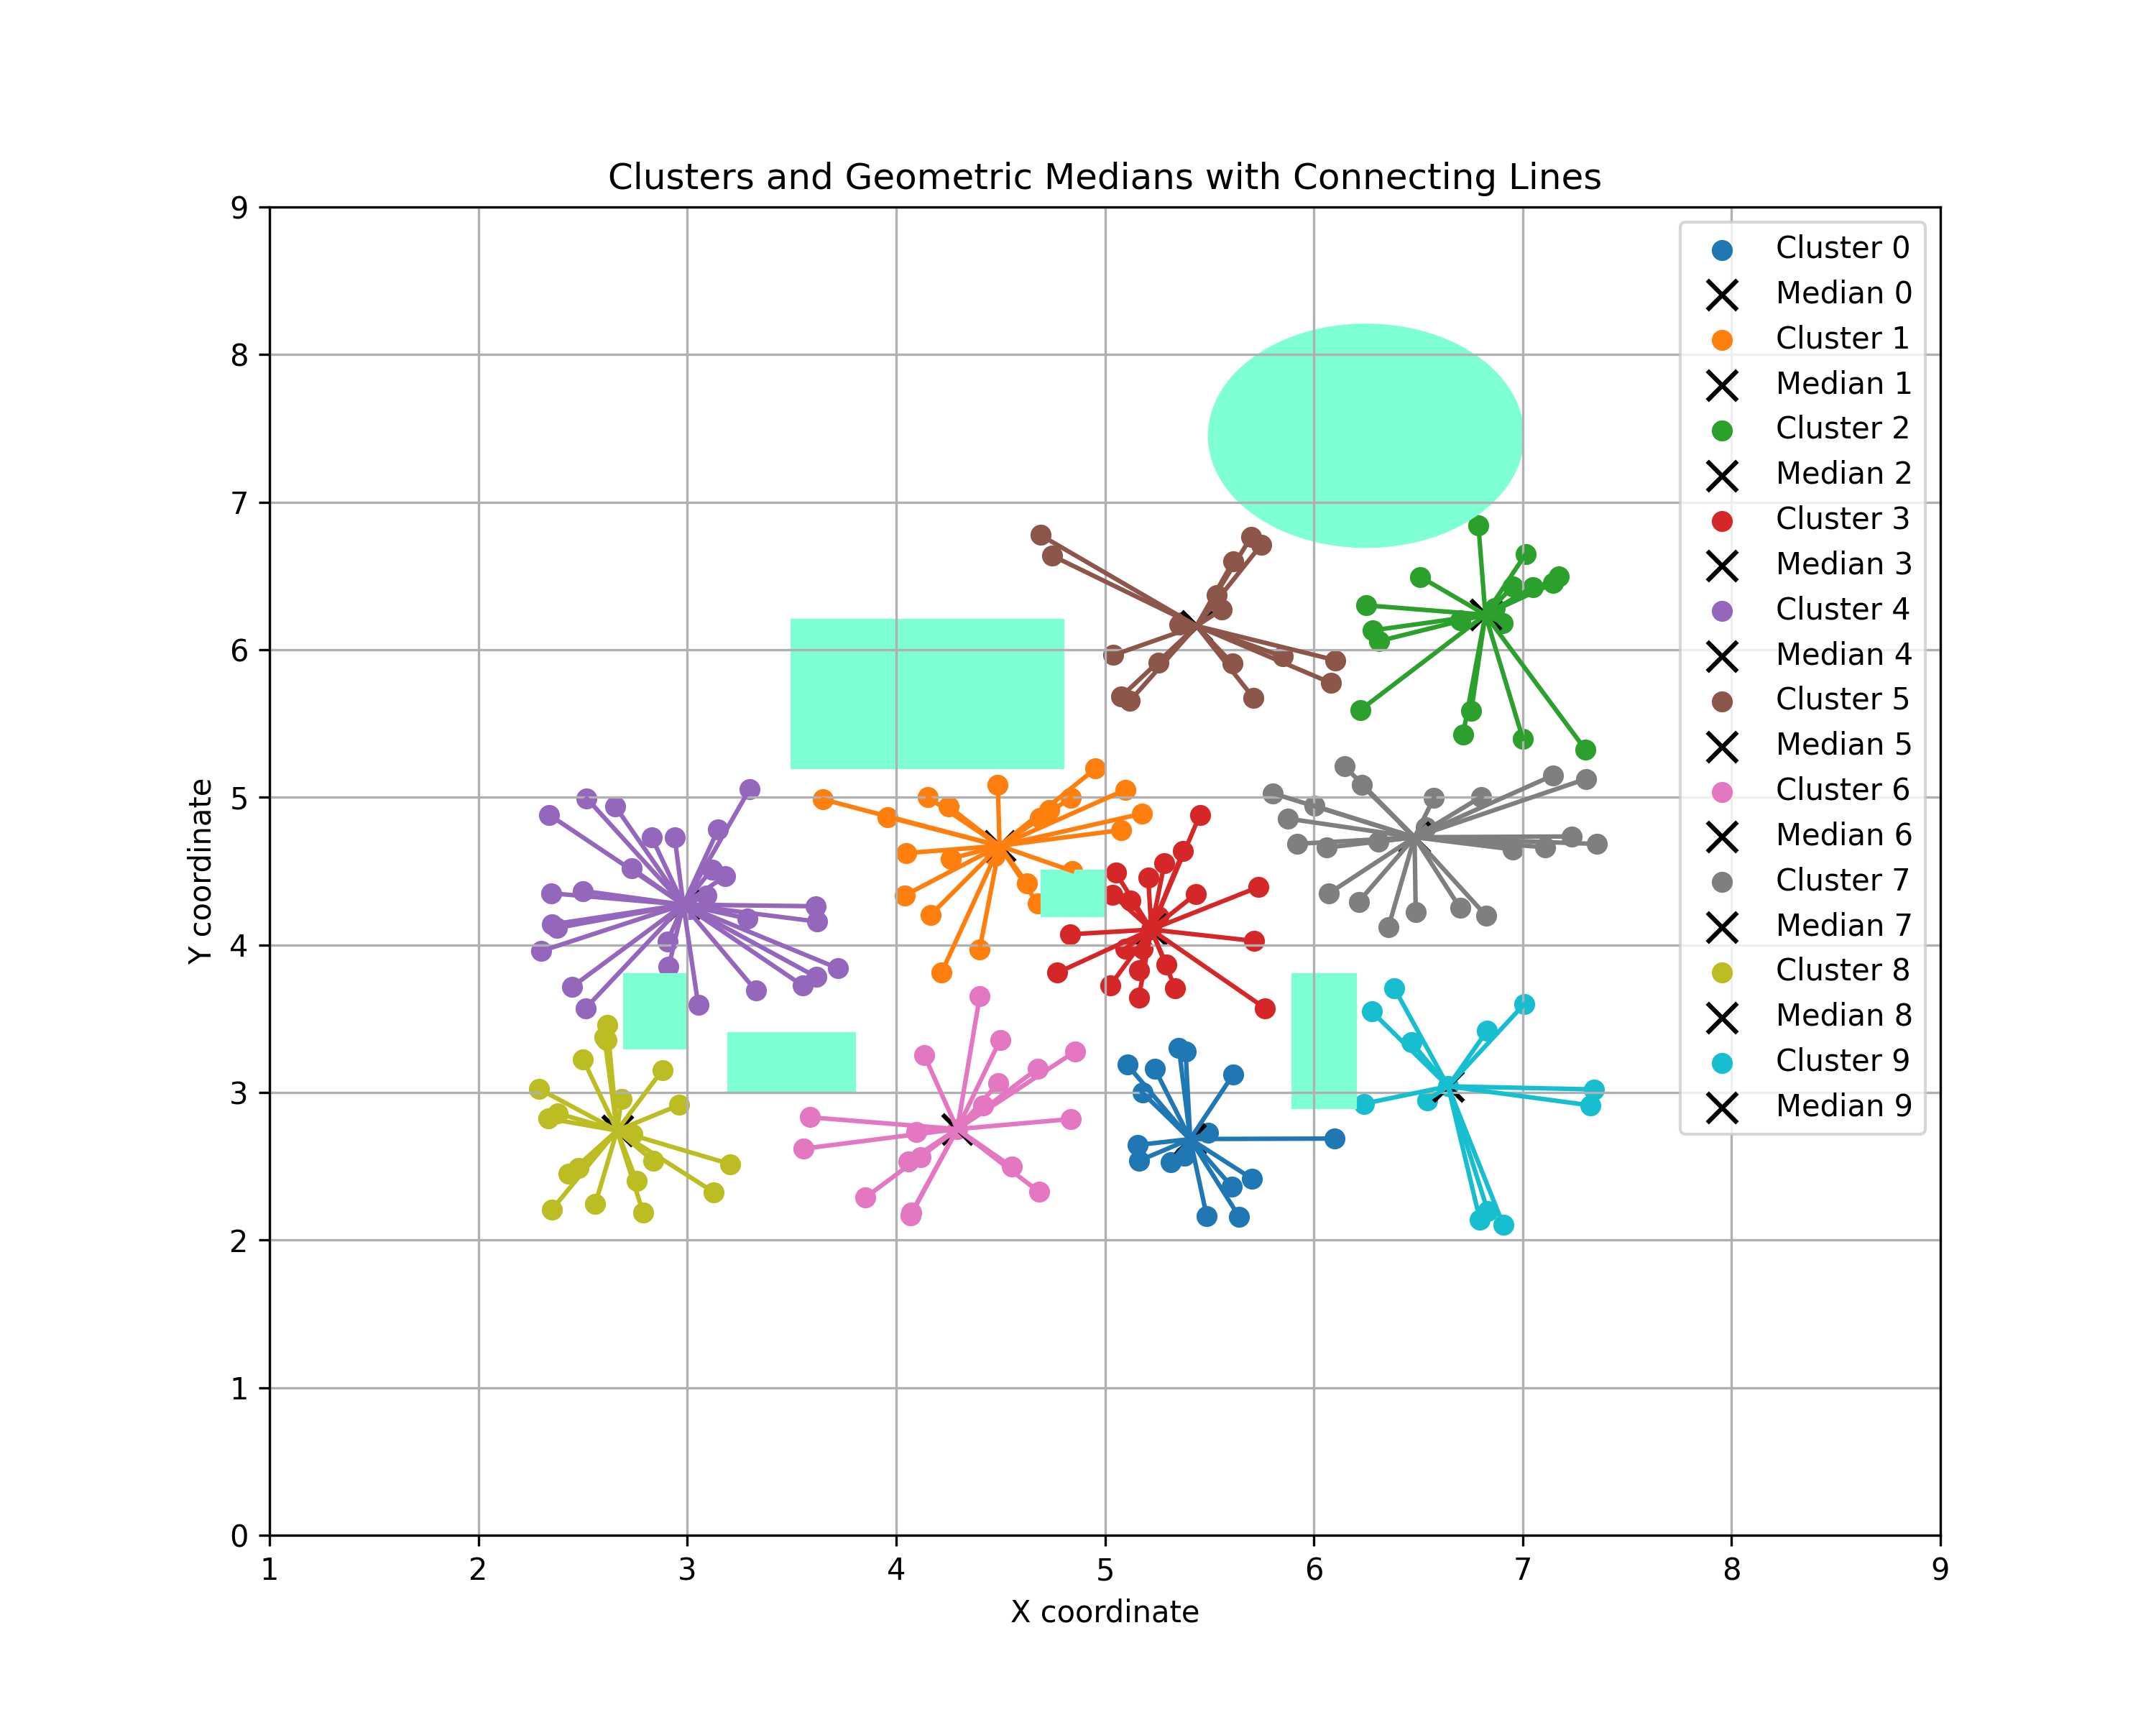 Clusters and Geometric Medians with Connecting Lines
9
8
7
6
5
4
3
2
1
0
Y coordinate
1 2 3 4 5 6 7 8 9
X coordinate
Cluster 0
Median 0
Cluster 1
Median 1
Cluster 2
Median 2
Cluster 3
Median 3
Cluster 4
Median 4
Cluster 5
Median 5
Cluster 6
Median 6
Cluster 7
Median 7
Cluster 8
Median 8
Cluster 9
Median 9